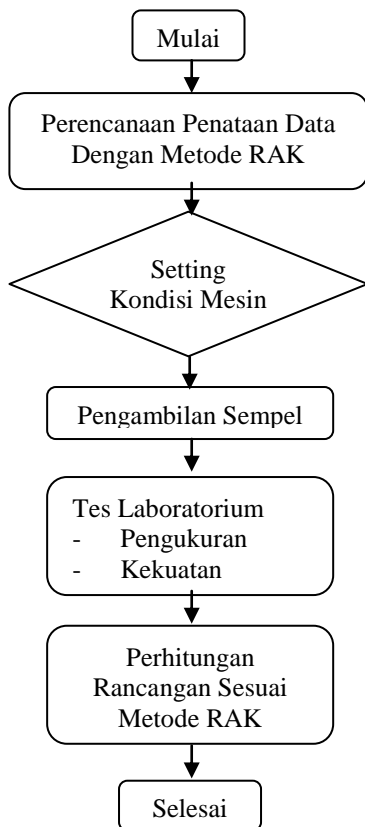 Mulai
Perencanaan Penataan Data
Dengan Metode RAK
Setting
Kondisi Mesin
Pengambilan Sempel
Tes Laboratorium
- Pengukuran
- Kekuatan
Perhitungan
Rancangan Sesuai
Metode RAK
Selesai